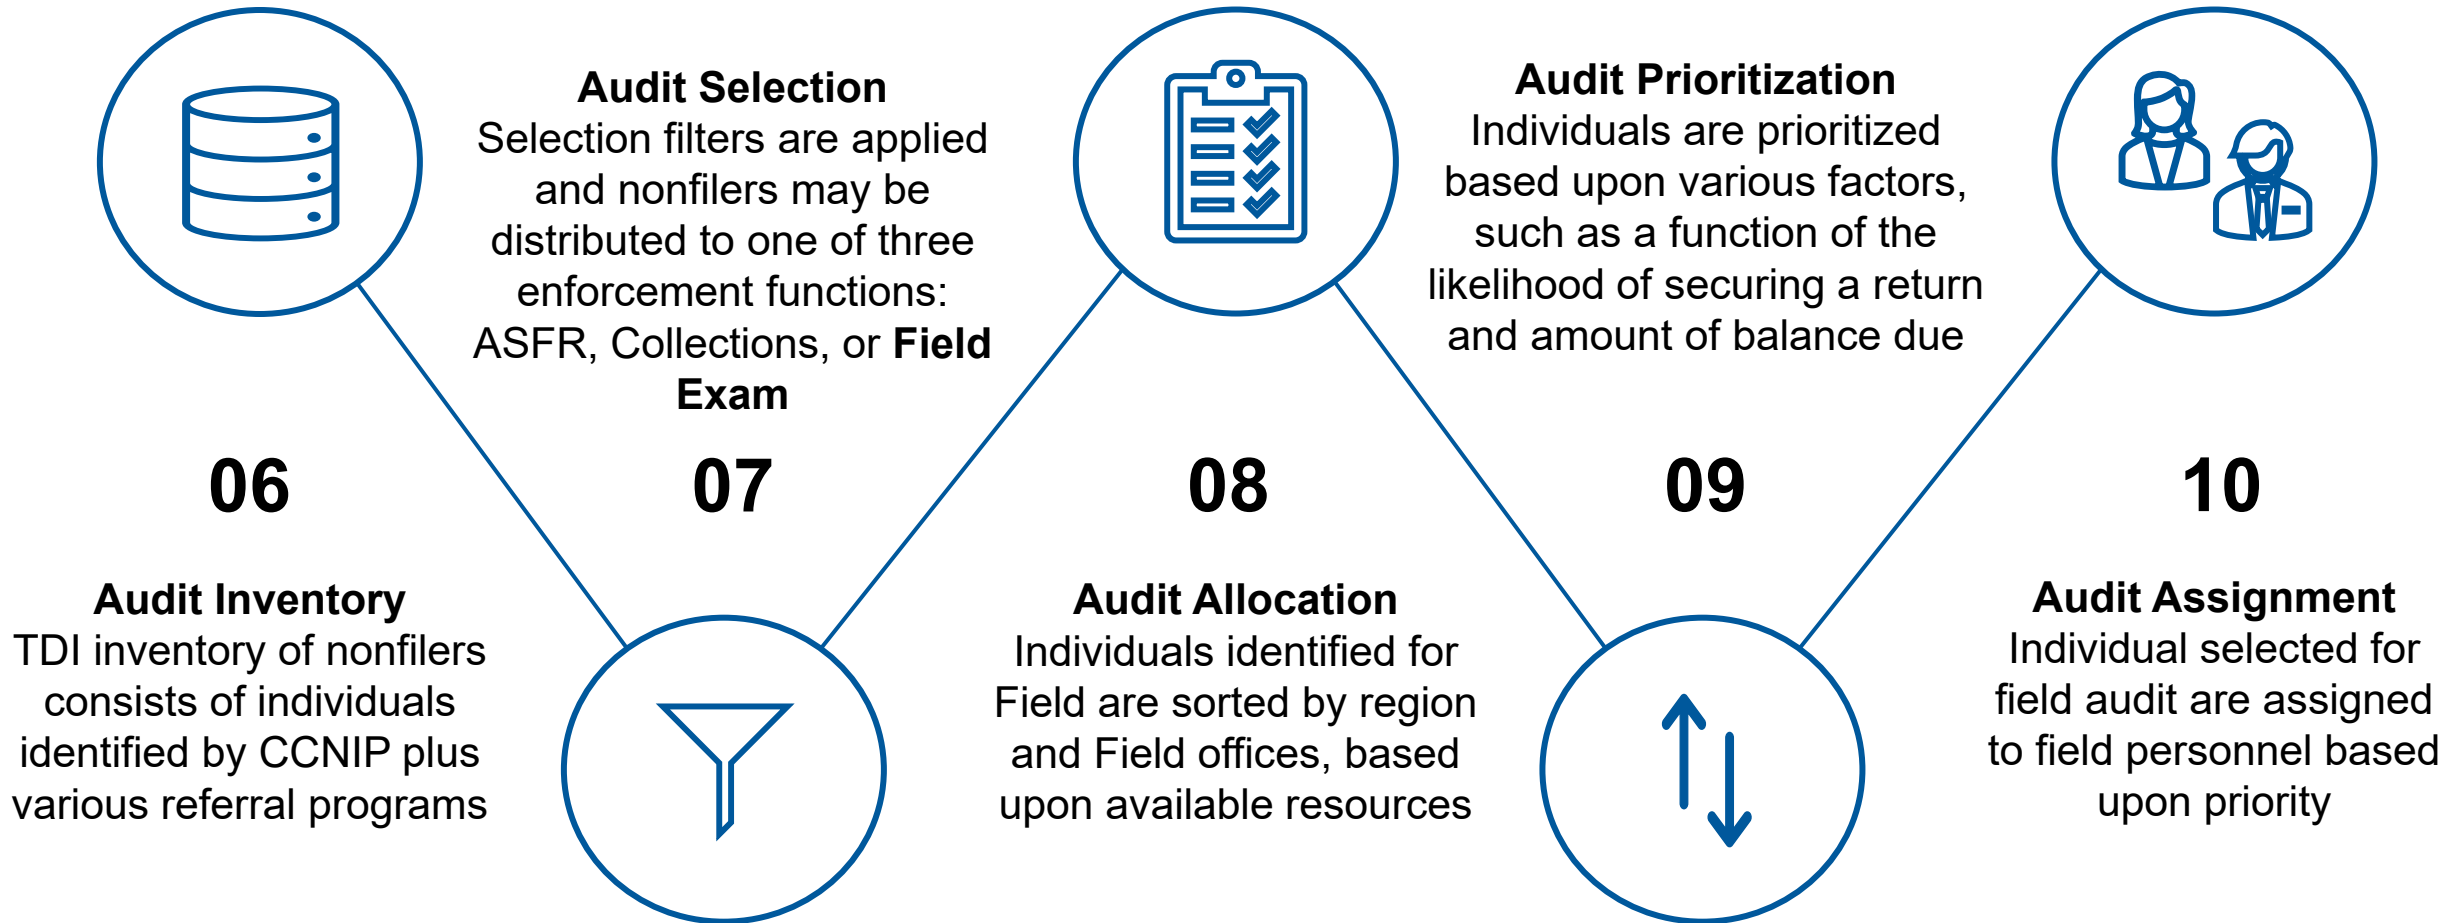 06
Audit Inventory
TDI inventory of nonfilers
consists of individuals
identified by CCNIP plus
various referral programs
Audit Selection
Selection filters are applied
and nonfilers may be
distributed to one of three
enforcement functions:
ASFR, Collections, or Field
Exam
07
08
Audit Allocation
Individuals identified for
Field are sorted by region
and Field offices, based
upon available resources
Audit Prioritization
Individuals are prioritized
based upon various factors,
such as a function of the
likelihood of securing a return
and amount of balance due
09
10
Audit Assignment
Individual selected for
field audit are assigned
to field personnel based
upon priority